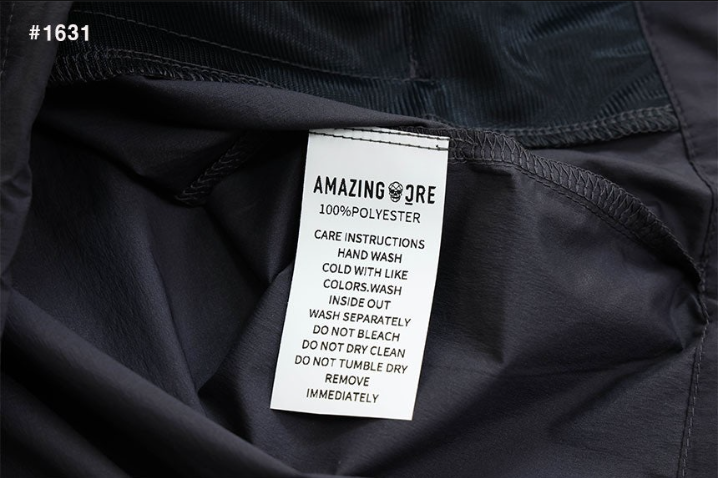 #1631
AMAZING ORE
100%POLYESTER
CARE INSTRUCTIONS
HAND WASH
COLD WITH LIKE
COLORS.WASH
INSIDE OUT
WASH SEPARATELY
DO NOT BLEACH
DO NOT DRY CLEAN
DO NOT TUMBLE DRY
REMOVE
IMMEDIATELY